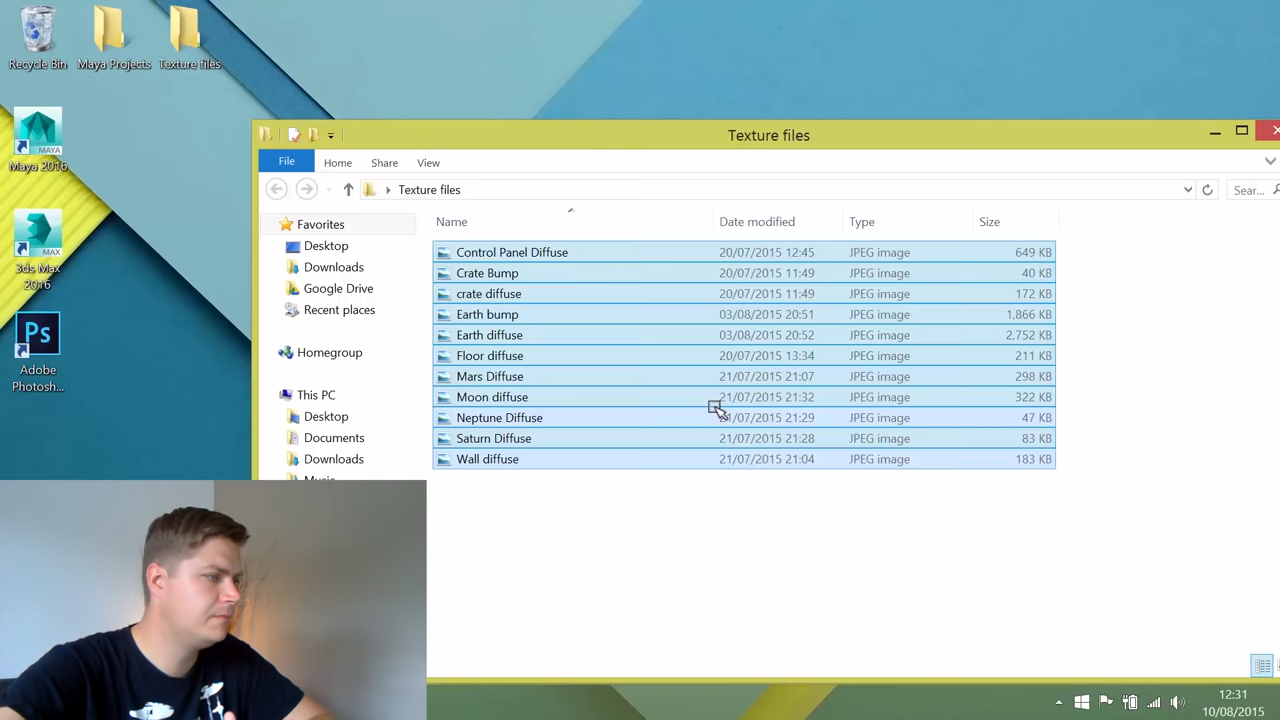 Recycle Bin
Maya Projects
Texture files
MAYA
Maya 2016
MAX
3ds Max
2016
Ps
Adobe
Photosh...
Texture files
File
Home
Share
View
Texture files
Sear...
Favorites
Desktop
Downloads
Google Drive
Recent places
Homegroup
This PC
Desktop
Documents
Downloads
Music
Name Date modified Type Size
Control Panel Diffuse 20/07/2015 12:45 JPEG image 649 KB
Crate Bump 20/07/2015 11:49 JPEG image 40 KB
crate diffuse 20/07/2015 11:49 JPEG image 172 KB
Earth bump 03/08/2015 20:51 JPEG image 1,866 KB
Earth diffuse 03/08/2015 20:52 JPEG image 2,752 KB
Floor diffuse 20/07/2015 13:34 JPEG image 211 KB
Mars Diffuse 21/07/2015 21:07 JPEG image 298 KB
Moon diffuse 21/07/2015 21:32 JPEG image 322 KB
Neptune Diffuse 21/07/2015 21:29 JPEG image 47 KB
Saturn Diffuse 21/07/2015 21:28 JPEG image 83 KB
Wall diffuse 21/07/2015 21:04 JPEG image 183 KB
12:31
10/08/2015